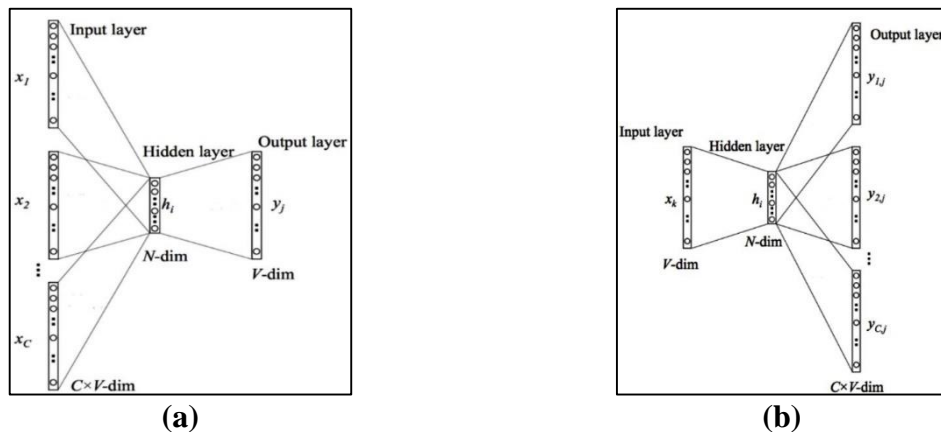 Input layer
x1
Hidden layer
Output layer
x2
hi
yj
N-dim
V-dim
xC
C×V-dim
(a)
Output layer
y1,j
Input layer
Hidden layer
xk
hi
y2,j
V-dim
N-dim
yC,j
C×V-dim
(b)